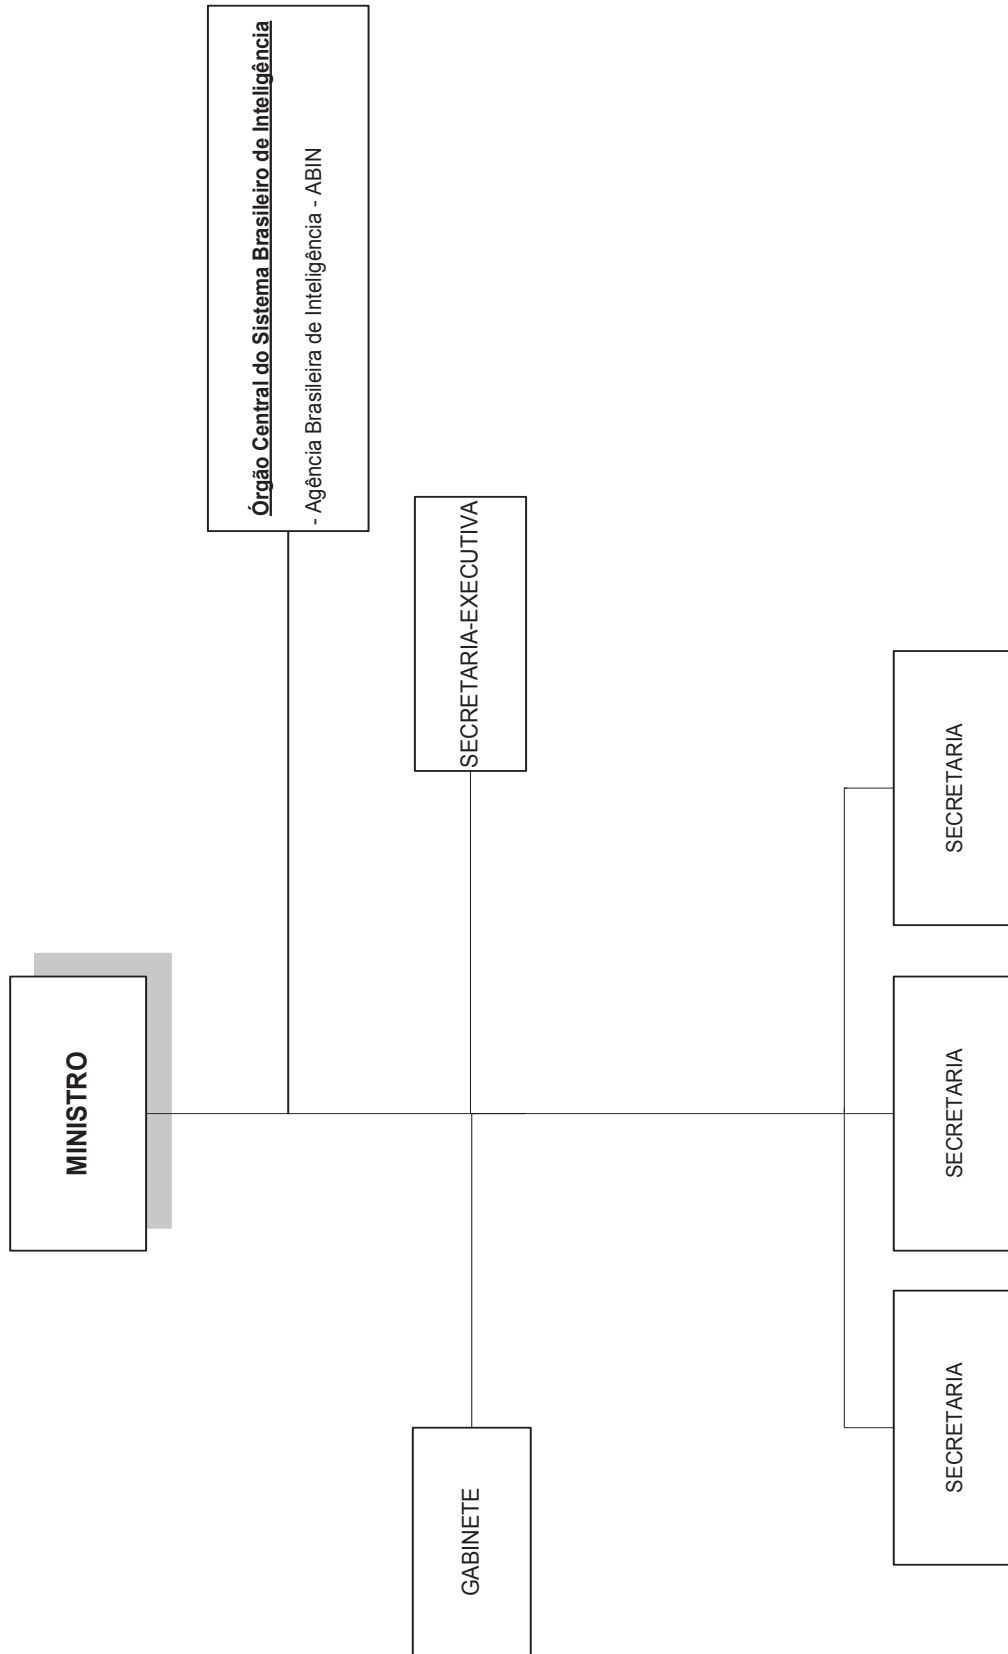 MINISTRO
Órgão Central do Sistema Brasileiro de Inteligência
- Agência Brasileira de Inteligência - ABIN
GABINETE
SECRETARIA-EXECUTIVA
SECRETARIA
SECRETARIA
SECRETARIA